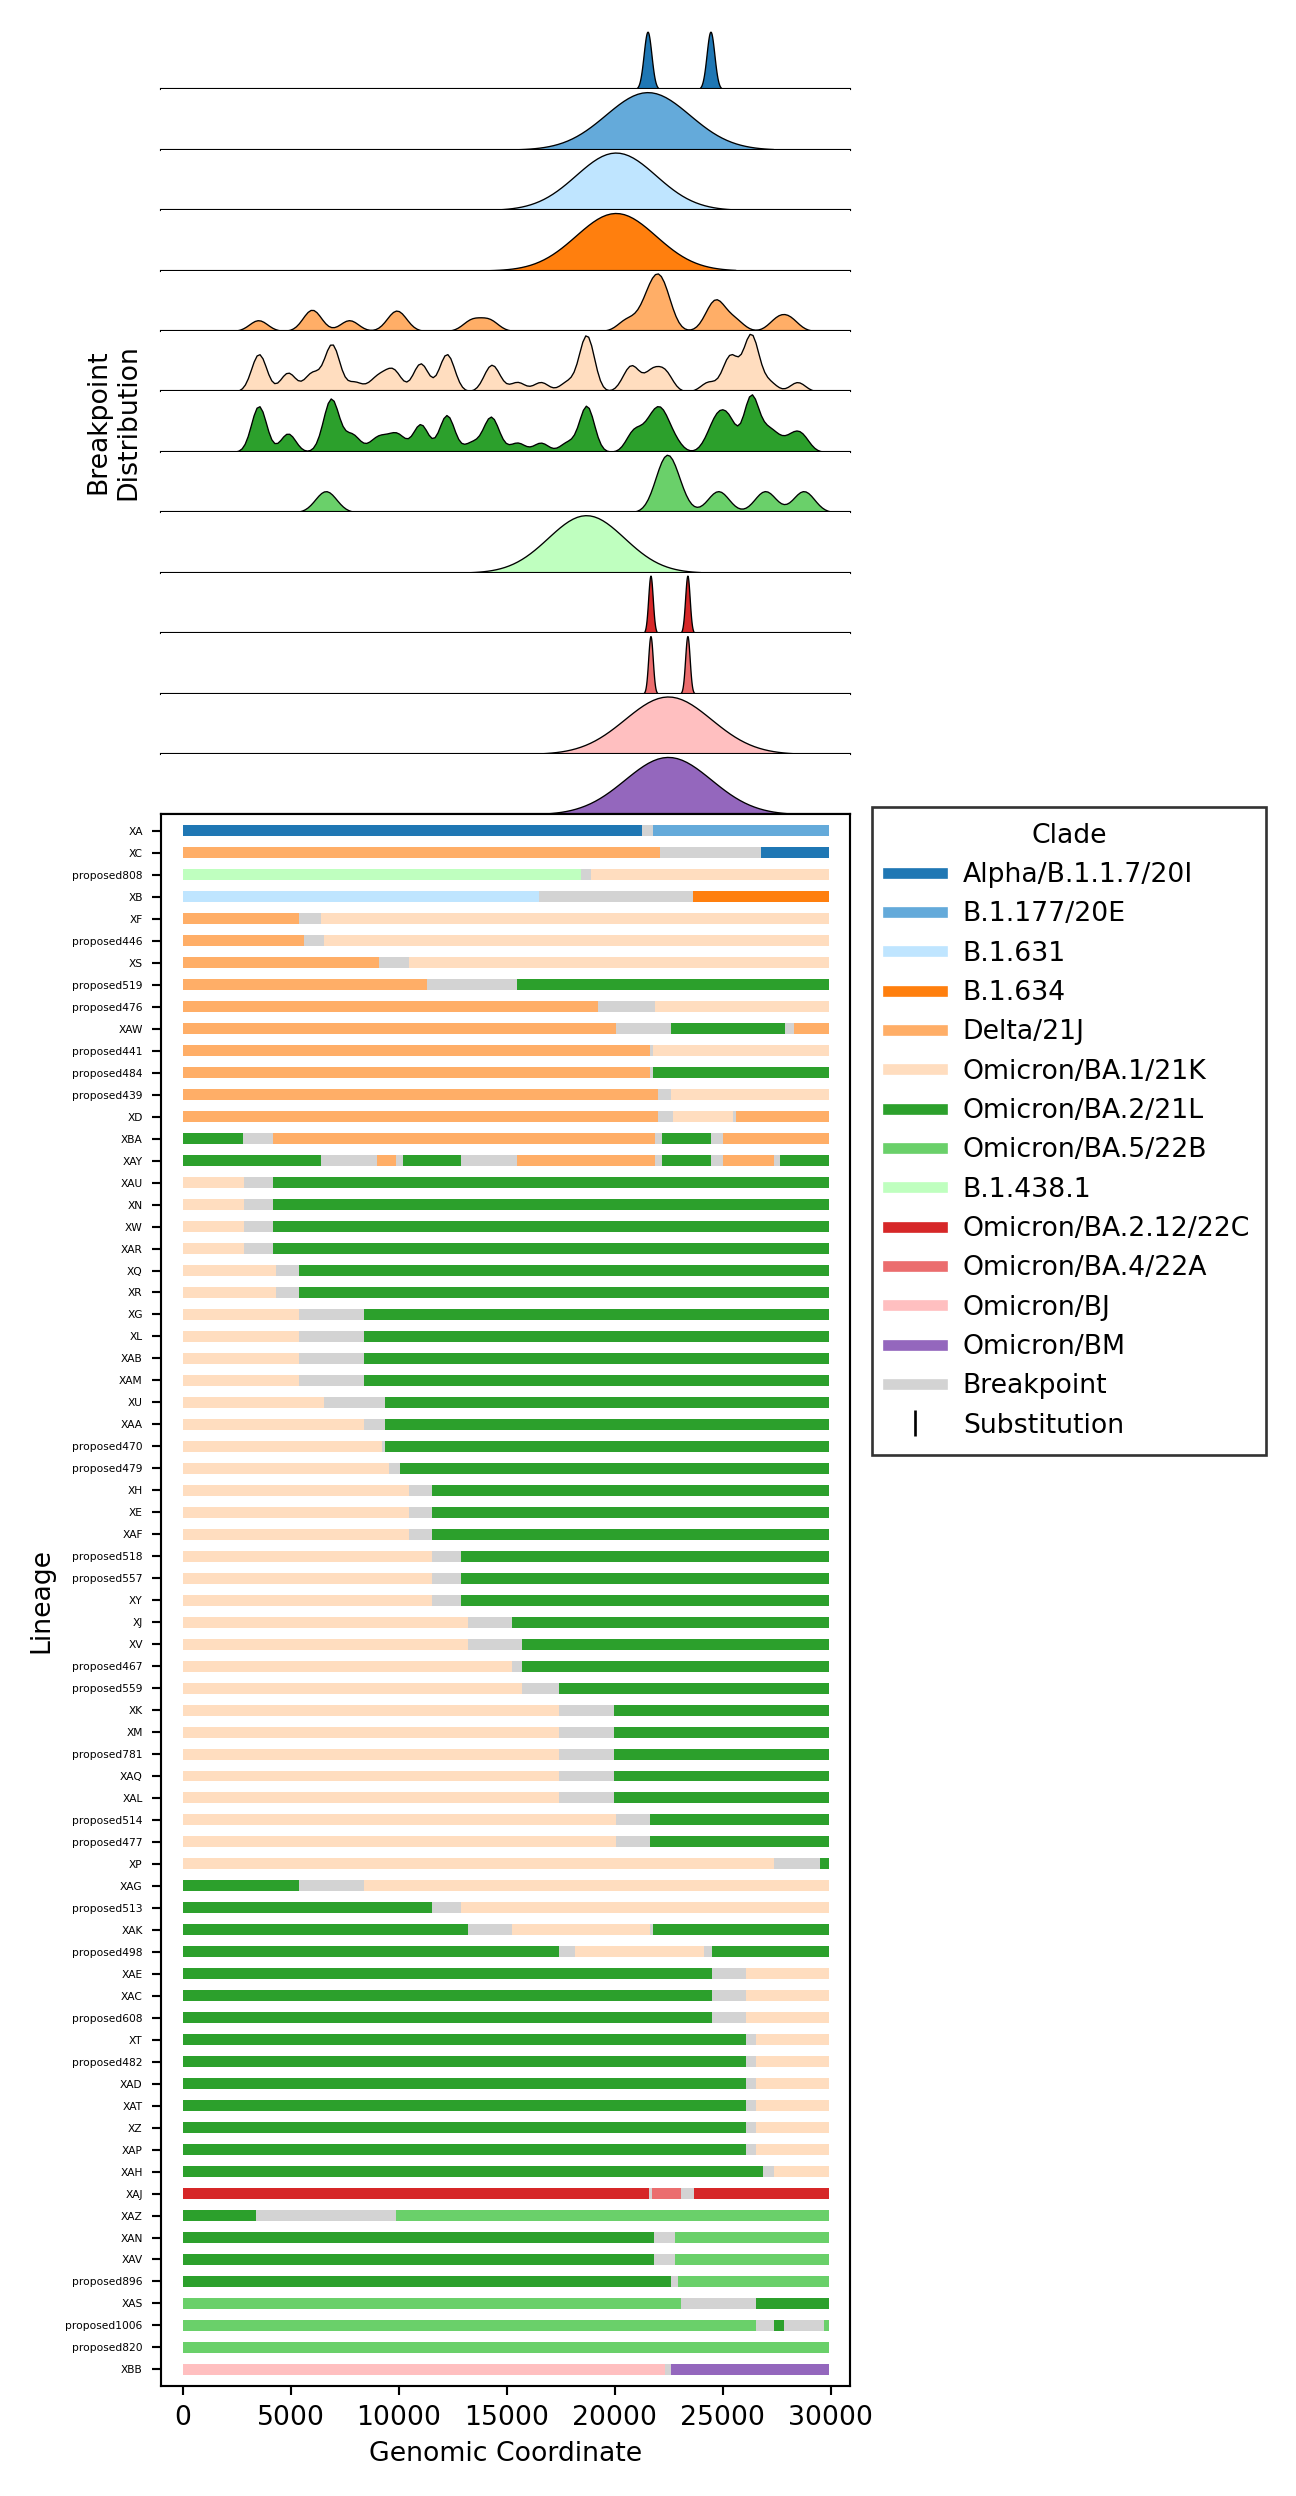 Breakpoint
Distribution
XA
XC
proposed808
XB
XF
proposed446
XS
proposed519
proposed476
XAW
proposed441
proposed484
proposed439
XD
XBA
XAY
XAU
XN
XW
XAR
XQ
XR
XG
XL
XAB
XAM
XU
XAA
proposed470
proposed479
XH
XE
XAF
proposed518
proposed557
XY
XJ
XV
proposed467
proposed559
XK
XM
proposed781
XAQ
XAL
proposed514
proposed477
XP
XAG
proposed513
XAK
proposed498
XAE
XAC
proposed608
XT
proposed482
XAD
XAT
XZ
XAP
XAH
XAJ
XAZ
XAN
XAV
proposed896
XAS
proposed1006
proposed820
XBB
Lineage
0 5000 10000 15000 20000 25000 30000
Genomic Coordinate
Clade
Alpha/B.1.1.7/20I
B.1.177/20E
B.1.631
B.1.634
Delta/21J
Omicron/BA.1/21K
Omicron/BA.2/21L
Omicron/BA.5/22B
B.1.438.1
Omicron/BA.2.12/22C
Omicron/BA.4/22A
Omicron/BJ
Omicron/BM
Breakpoint
Substitution